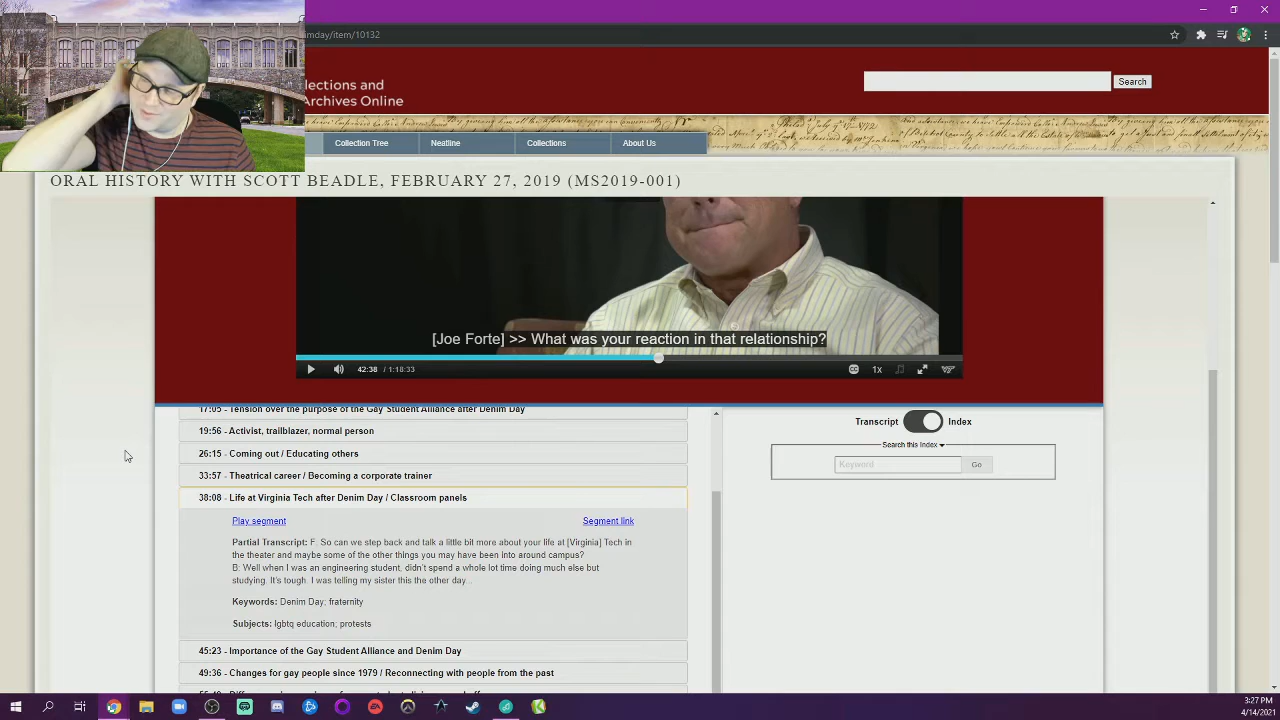 imday/item/10132
lections and
Archives Online
Search
Collection Tree
Neatline
Collections
About Us
ORAL HISTORY WITH SCOTT BEADLE, FEBRUARY 27, 2019 (MS2019-001)
[Joe Forte] >> What was your reaction in that relationship?
42:38 / 1:18:33
CC
1x
17:05 - Tension over the purpose of the Gay Student Alliance after Denim Day
19:56 - Activist, trailblazer, normal person
26:15 - Coming out / Educating others
33:57 - Theatrical career / Becoming a corporate trainer
38:08 - Life at Virginia Tech after Denim Day / Classroom panels
Play segment
Segment link
Partial Transcript: F. So can we step back and talk a little bit more about your life at [Virginia] Tech in
the theater and maybe some of the other things you may have been into around campus?
B: Well when I was an engineering student, didn't spend a whole lot time doing much else but
studying. It's tough. I was telling my sister this the other day...
Keywords: Denim Day; fraternity
Subjects: lgbtq education; protests
45:23 - Importance of the Gay Student Alliance and Denim Day
49:36 - Changes for gay people since 1979 / Reconnecting with people from the past
Transcript
Index
Search this Index
Keyword
Go
3:27 PM
4/14/2021